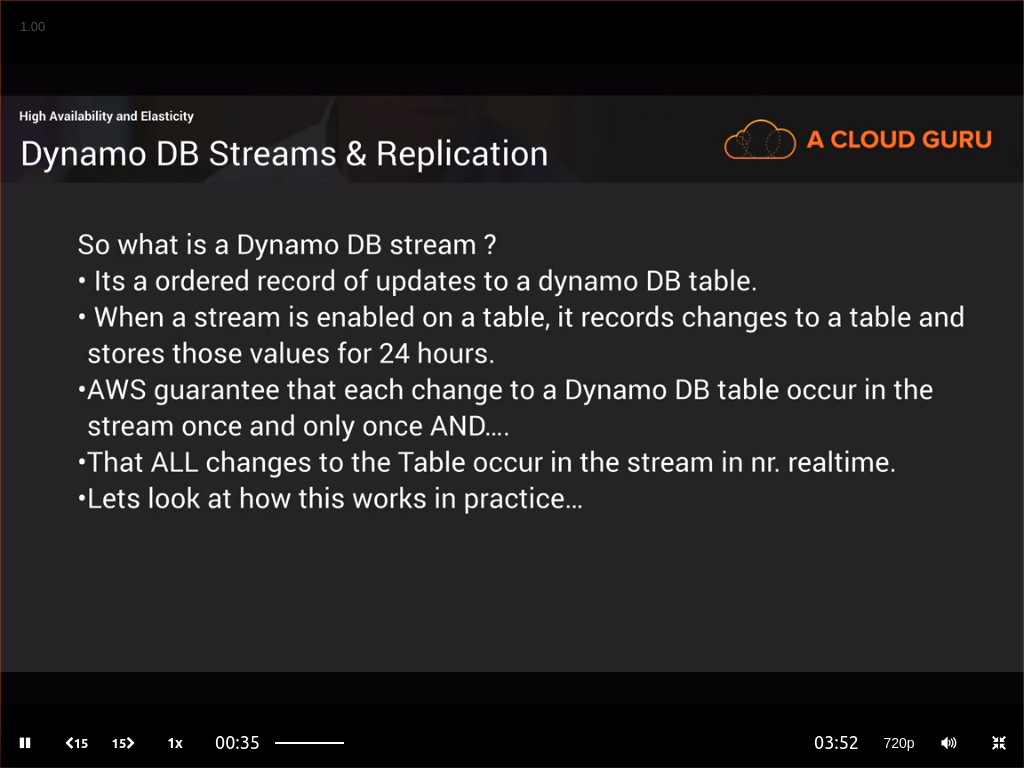 1.00
High Availability and Elasticity
Dynamo DB Streams & Replication
A CLOUD GURU
So what is a Dynamo DB stream ?
• Its a ordered record of updates to a dynamo DB table.
• When a stream is enabled on a table, it records changes to a table and
stores those values for 24 hours.
•AWS guarantee that each change to a Dynamo DB table occur in the
stream once and only once AND....
•That ALL changes to the Table occur in the stream in nr. realtime.
•Lets look at how this works in practice...
15 15 1x 00:35 03:52 720p